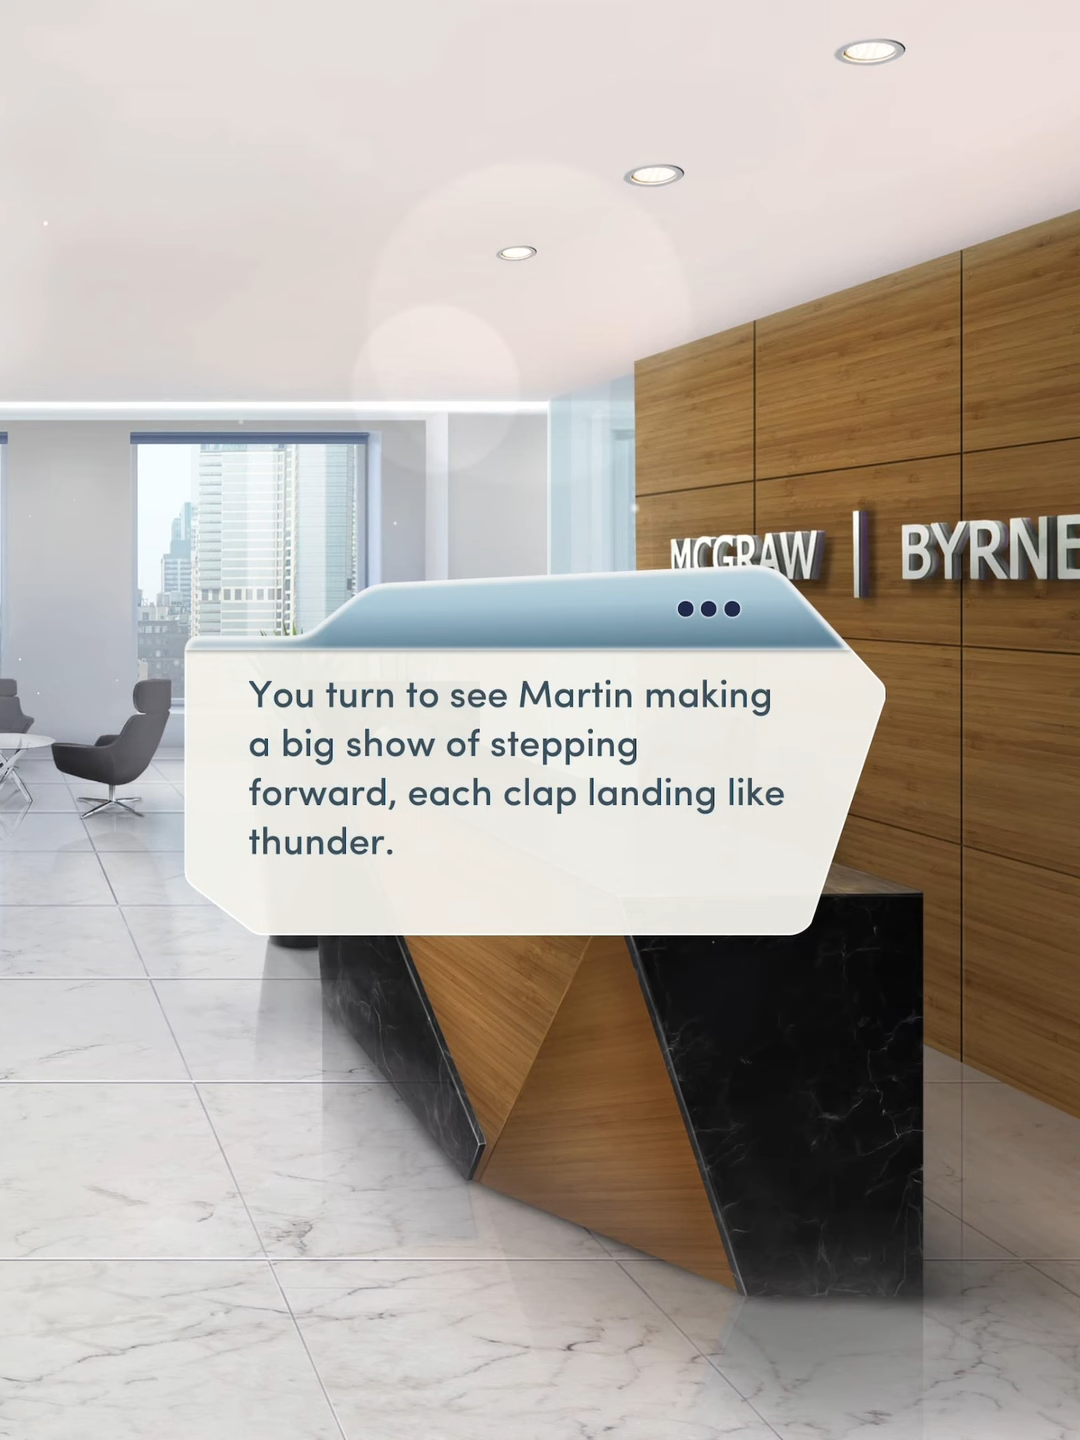 MCGRAW | BYRNE
You turn to see Martin making
a big show of stepping
forward, each clap landing like
thunder.